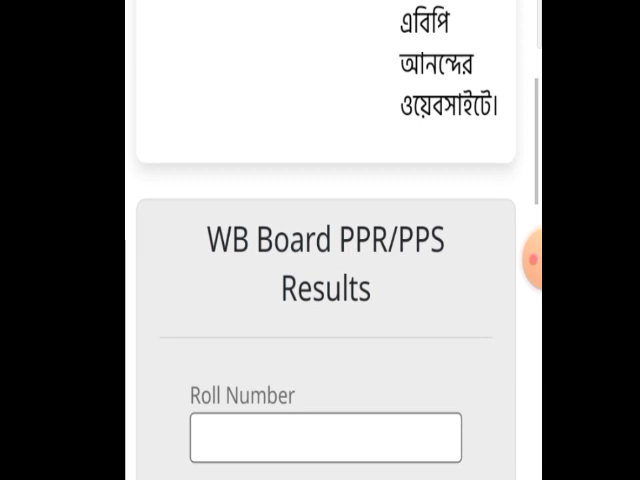 এবিপি
আনন্দের
ওয়েবসাইটে।
WB Board PPR/PPS
Results
Roll Number